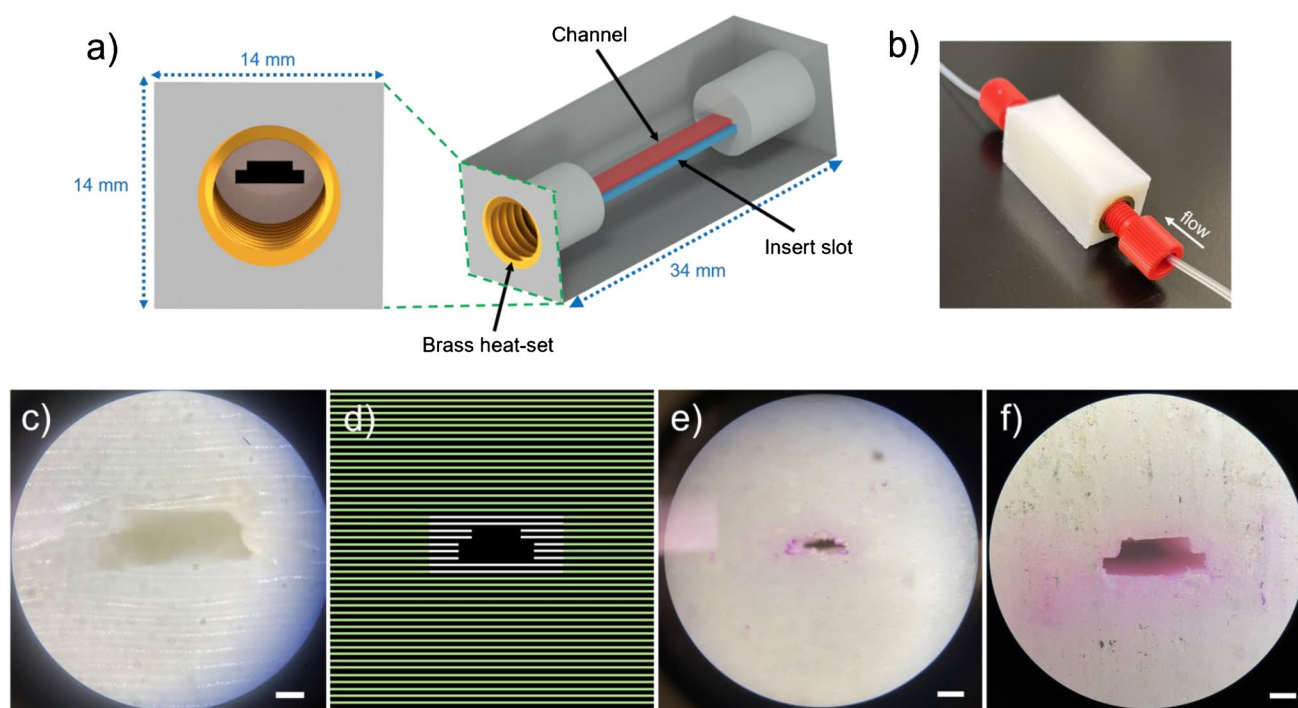 a)
14 mm
14 mm
Channel
Insert slot
34 mm
Brass heat-set
b)
flow
c)
d)
e)
f)